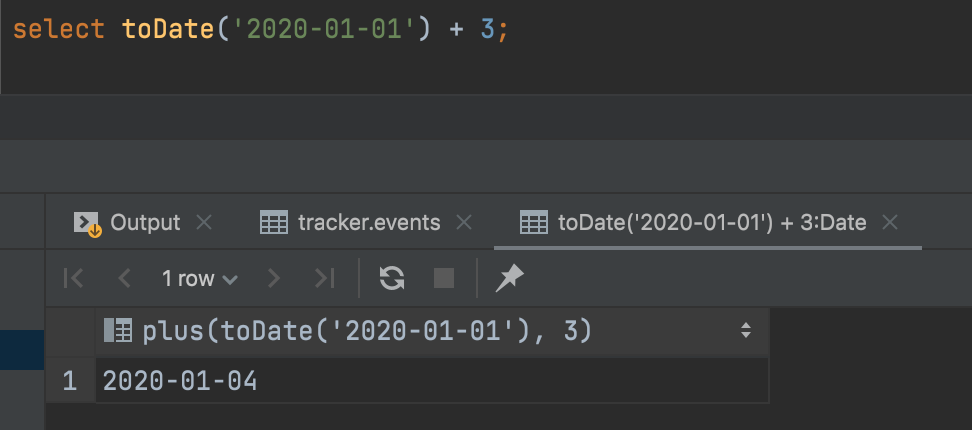 select toDate('2020-01-01') + 3;
Output tracker.events toDate('2020-01-01') + 3:Date
1 row
plus(toDate('2020-01-01'), 3)
1 2020-01-04